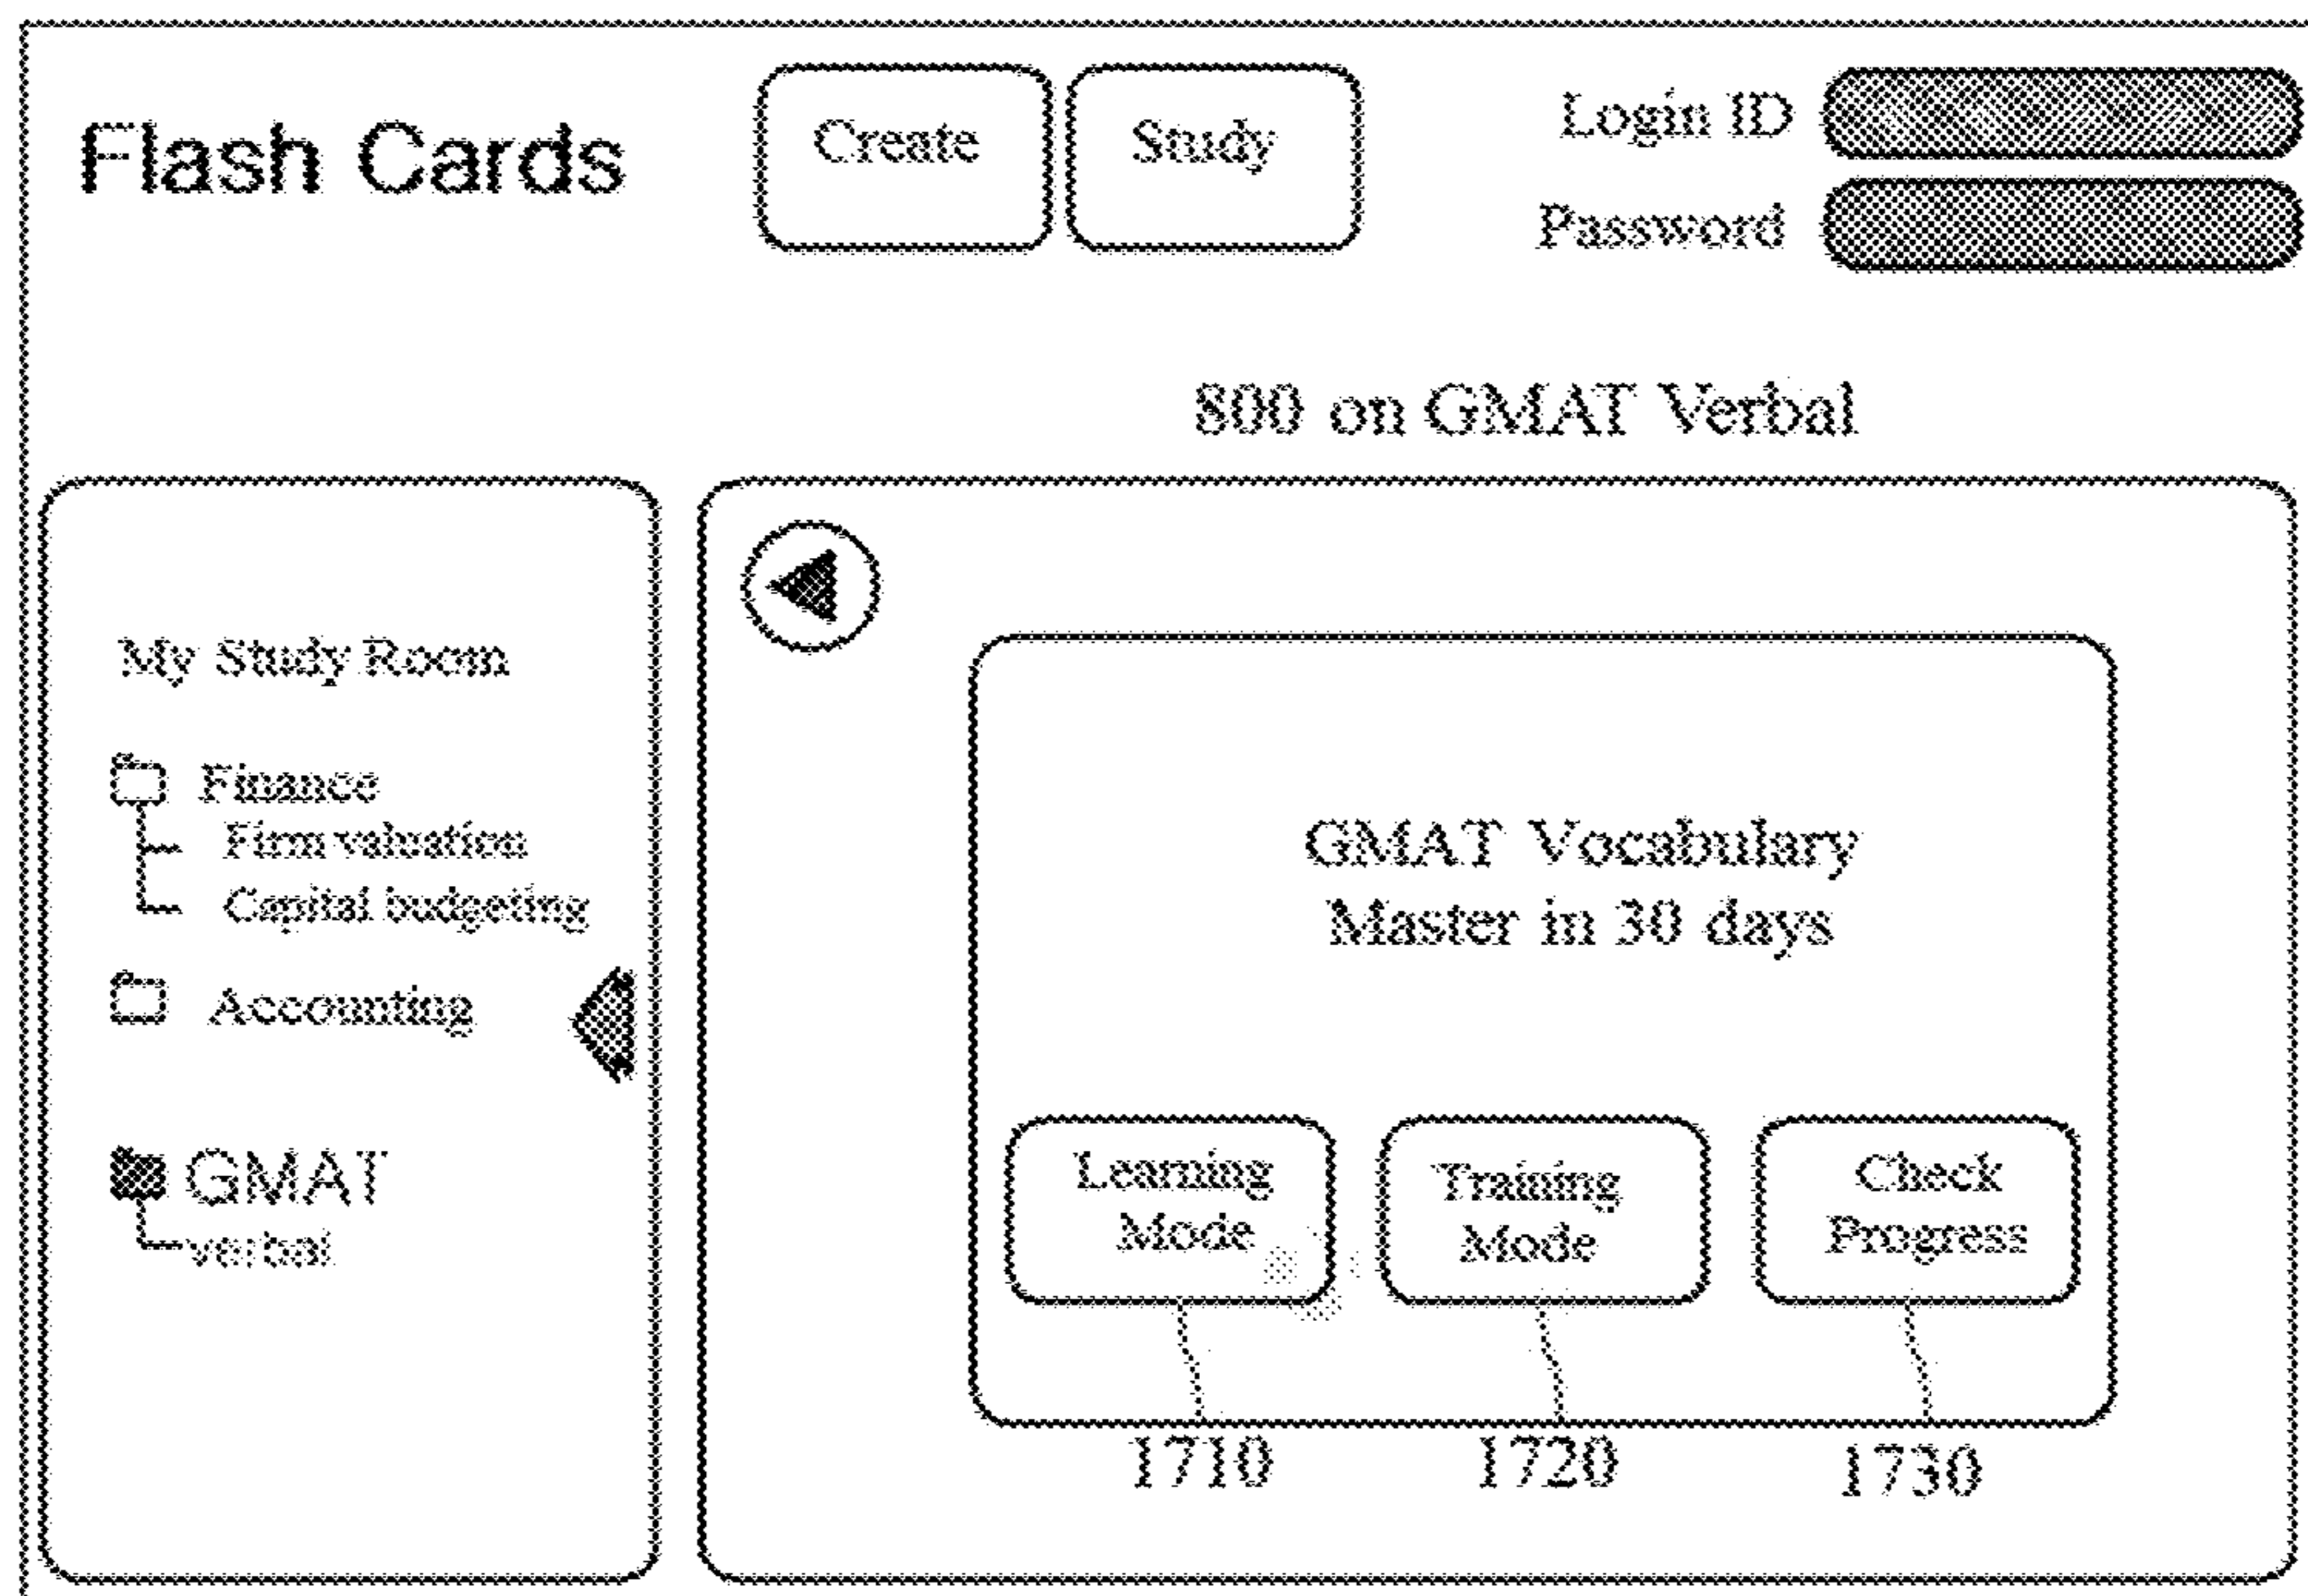 Flash Cards
Create
Study
Login ID
Password
800 on GMAT Verbal
My Study Room
Finance
Firm valuation
Capital budgeting
Accounting
GMAT
verbal
GMAT Vocabulary
Master in 30 days
Learning
Mode
Training
Mode
Check
Progress
1710
1720
1730